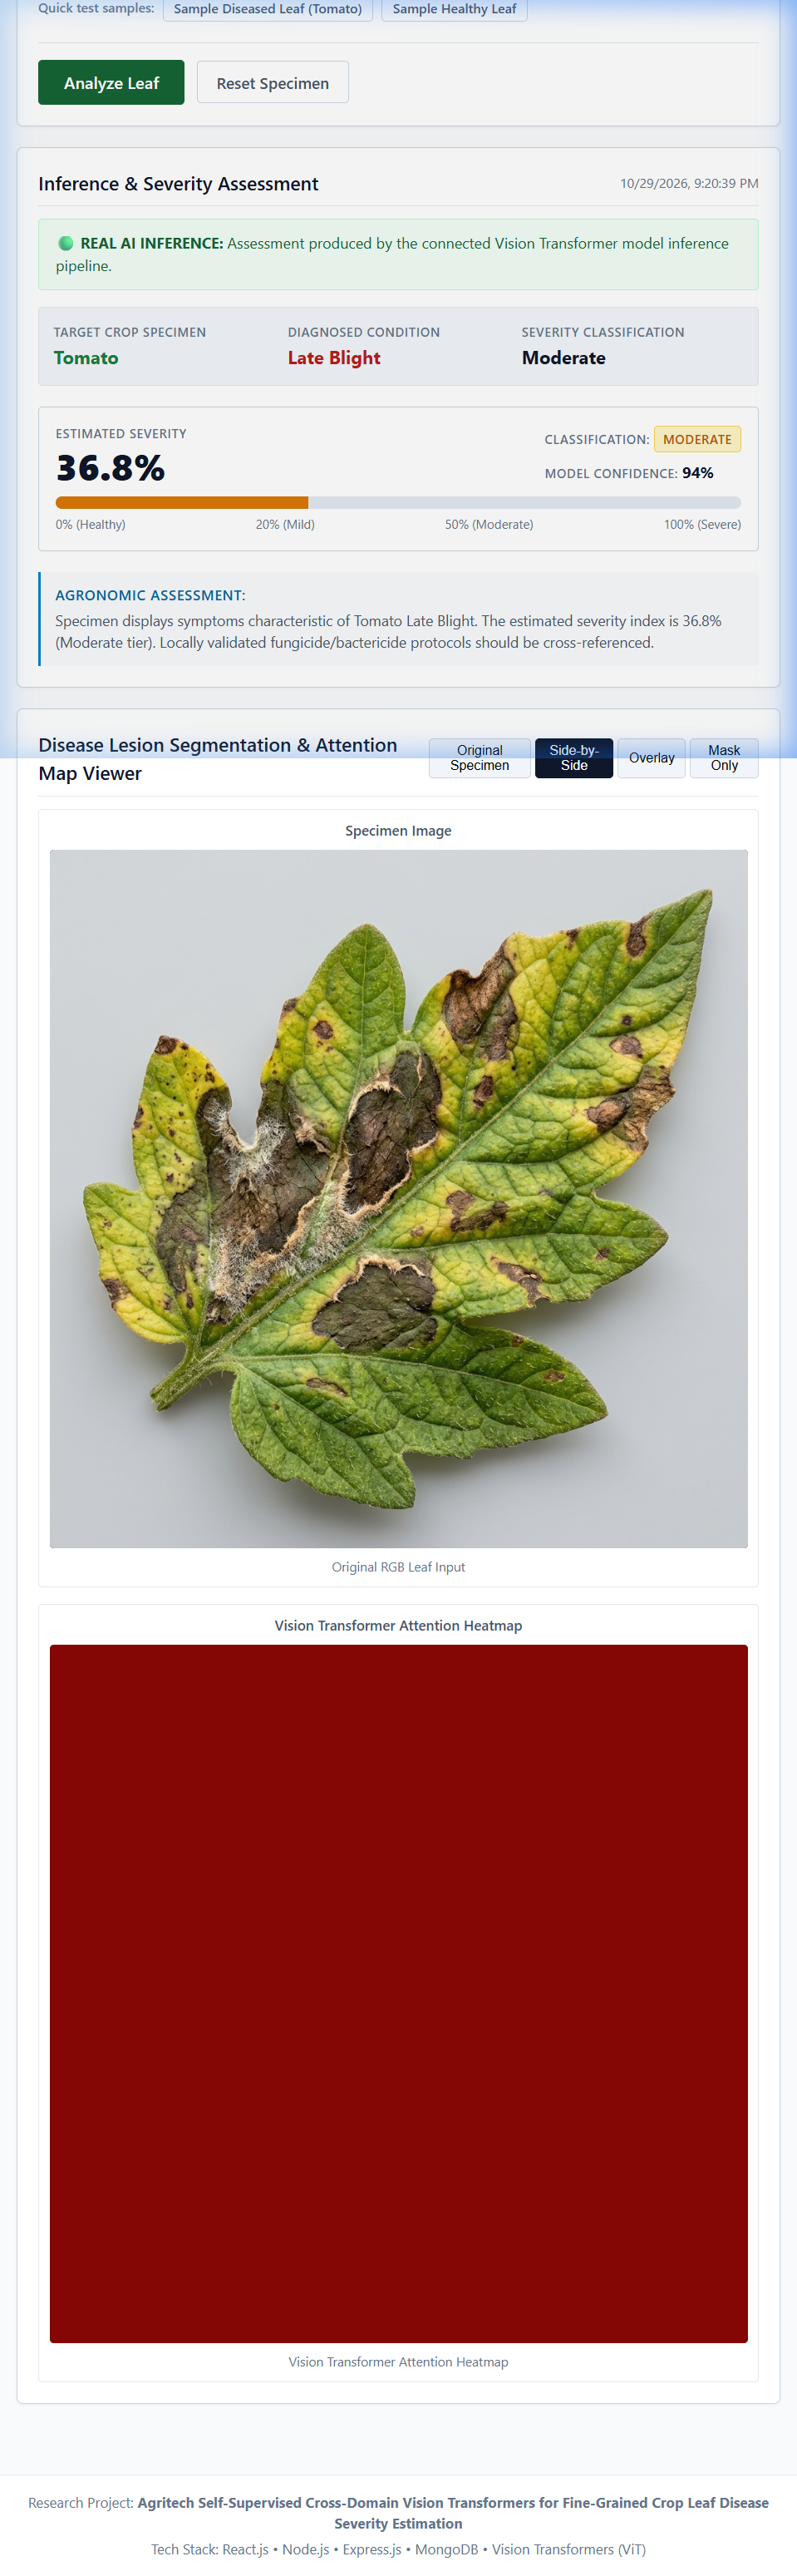 Quick test samples: Sample Diseased Leaf (Tomato) Sample Healthy Leaf
Analyze Leaf Reset Specimen
Inference & Severity Assessment 10/29/2026, 9:20:39 PM
REAL AI INFERENCE: Assessment produced by the connected Vision Transformer model inference
pipeline.
TARGET CROP SPECIMEN DIAGNOSED CONDITION SEVERITY CLASSIFICATION
Tomato Late Blight Moderate
ESTIMATED SEVERITY CLASSIFICATION: MODERATE
36.8% MODEL CONFIDENCE: 94%
0% (Healthy) 20% (Mild) 50% (Moderate) 100% (Severe)
AGRONOMIC ASSESSMENT:
Specimen displays symptoms characteristic of Tomato Late Blight. The estimated severity index is 36.8%
(Moderate tier). Locally validated fungicide/bactericide protocols should be cross-referenced.
Disease Lesion Segmentation & Attention
Map Viewer
Original
Specimen
Side-by-
Side
Overlay
Mask
Only
Specimen Image
Original RGB Leaf Input
Vision Transformer Attention Heatmap
Vision Transformer Attention Heatmap
Research Project: Agritech Self-Supervised Cross-Domain Vision Transformers for Fine-Grained Crop Leaf Disease
Severity Estimation
Tech Stack: React.js • Node.js • Express.js • MongoDB • Vision Transformers (ViT)